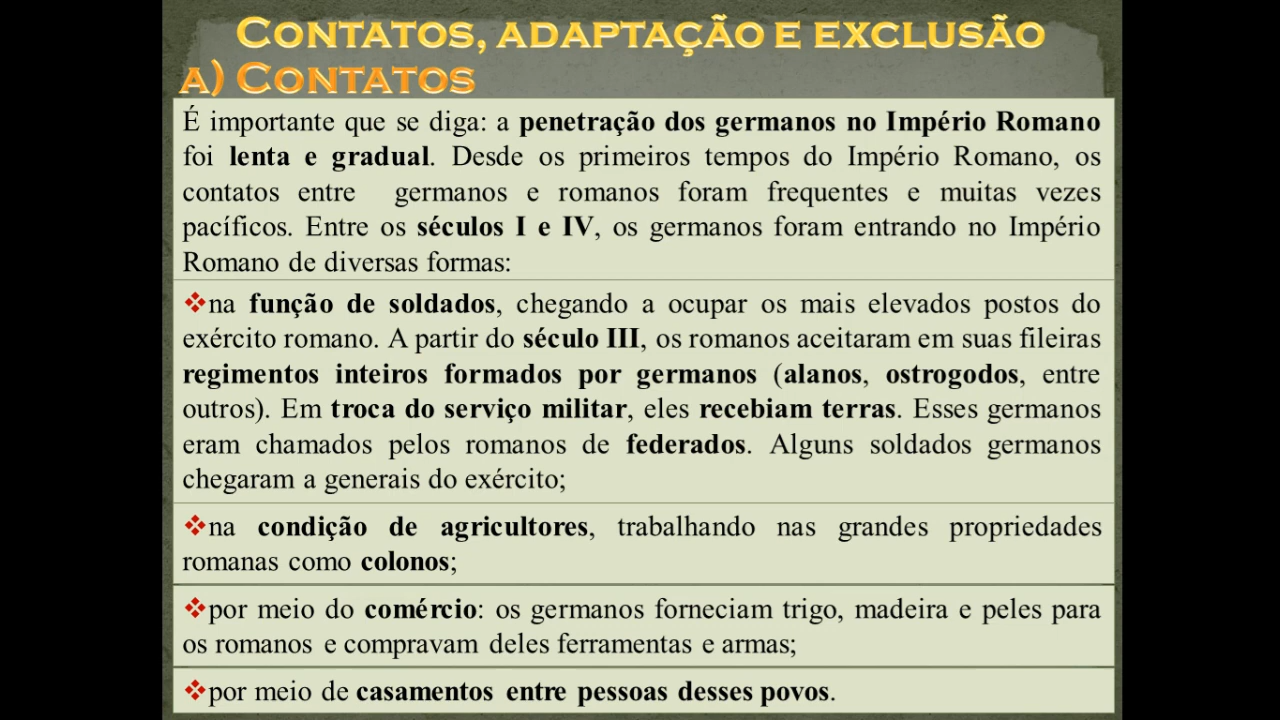 CONTATOS, ADAPTAÇÃO E EXCLUSÃO
A) CONTATOS
É importante que se diga: a penetração dos germanos no Império Romano
foi lenta e gradual. Desde os primeiros tempos do Império Romano, os
contatos entre germanos e romanos foram frequentes e muitas vezes
pacíficos. Entre os séculos I e IV, os germanos foram entrando no Império
Romano de diversas formas:
❖na função de soldados, chegando a ocupar os mais elevados postos do
exército romano. A partir do século III, os romanos aceitaram em suas fileiras
regimentos inteiros formados por germanos (alanos, ostrogodos, entre
outros). Em troca do serviço militar, eles recebiam terras. Esses germanos
eram chamados pelos romanos de federados. Alguns soldados germanos
chegaram a generais do exército;
❖na condição de agricultores, trabalhando nas grandes propriedades
romanas como colonos;
❖por meio do comércio: os germanos forneciam trigo, madeira e peles para
os romanos e compravam deles ferramentas e armas;
❖por meio de casamentos entre pessoas desses povos.